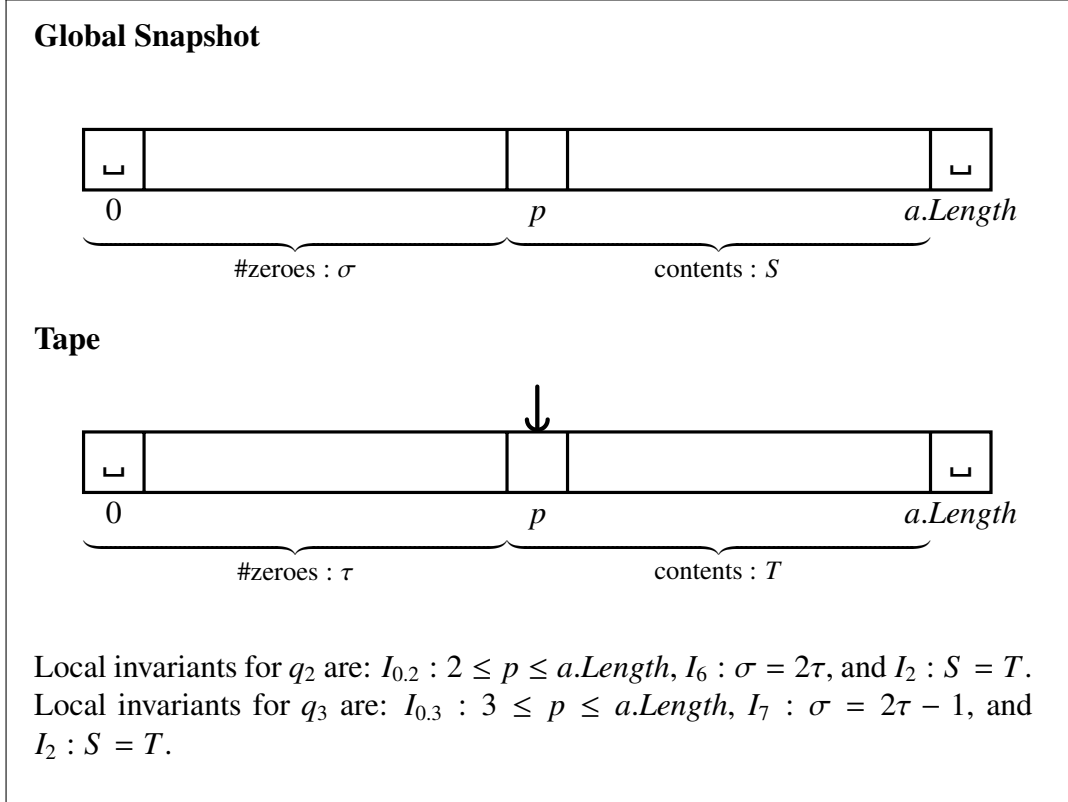 Global Snapshot
␣ ␣
0 p a.Length
#zeroes : σ contents : S
Tape
␣ ␣
0 p a.Length
#zeroes : τ contents : T
Local invariants for q₂ are: I₀.₂ : 2 ≤ p ≤ a.Length, I₆ : σ = 2τ, and I₂ : S = T.
Local invariants for q₃ are: I₀.₃ : 3 ≤ p ≤ a.Length, I₇ : σ = 2τ − 1, and
I₂ : S = T.